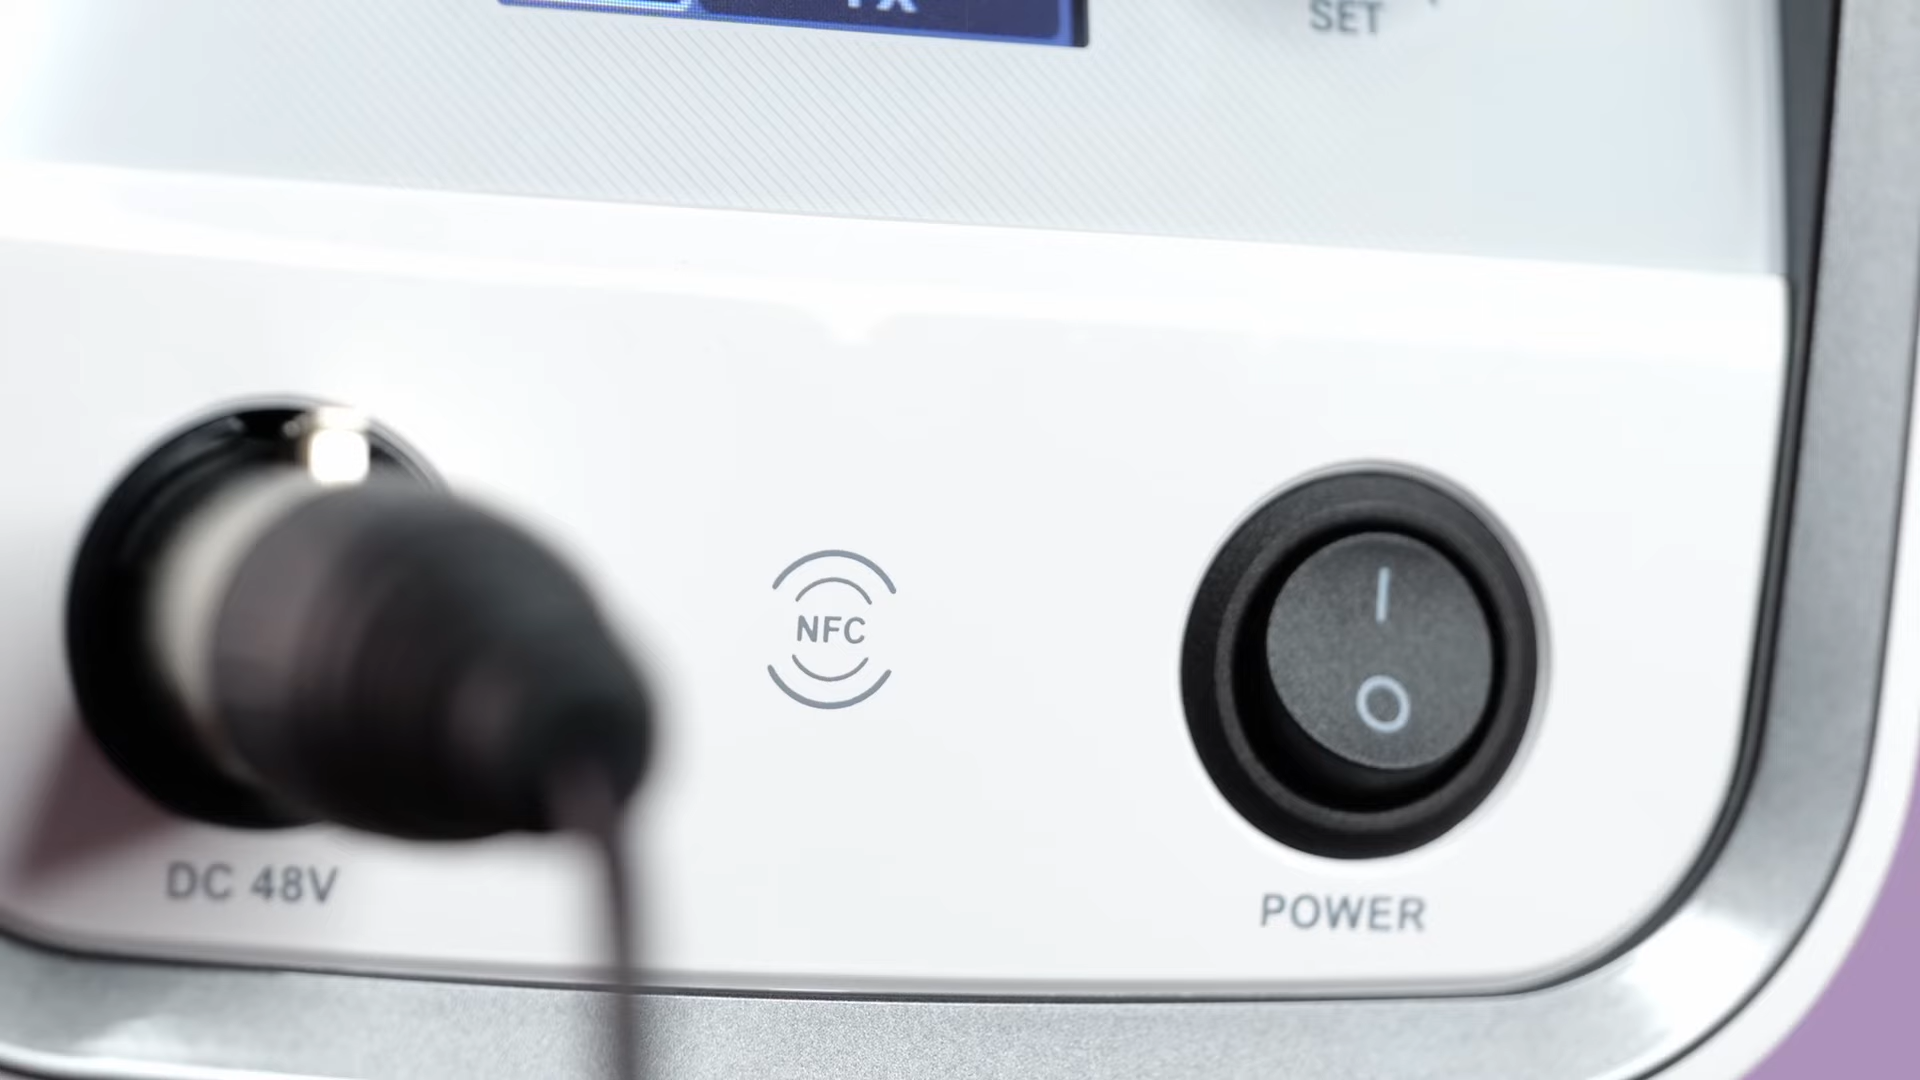 SET
NFC
I
O
DC 48V
POWER